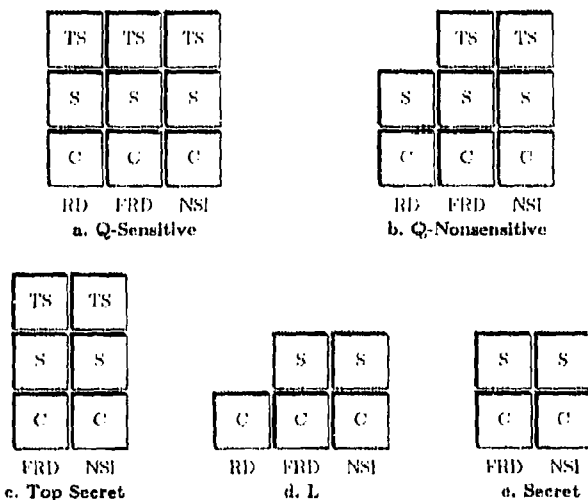 TS TS TS TS TS
S S S S S S
C C C C C C
RD FRD NSI RD FRD NSI
a. Q-Sensitive b. Q-Nonsensitive
TS TS
S S S S S S
C C C C C C C
FRD NSI RD FRD NSI FRD NSI
c. Top Secret d. L e. Secret